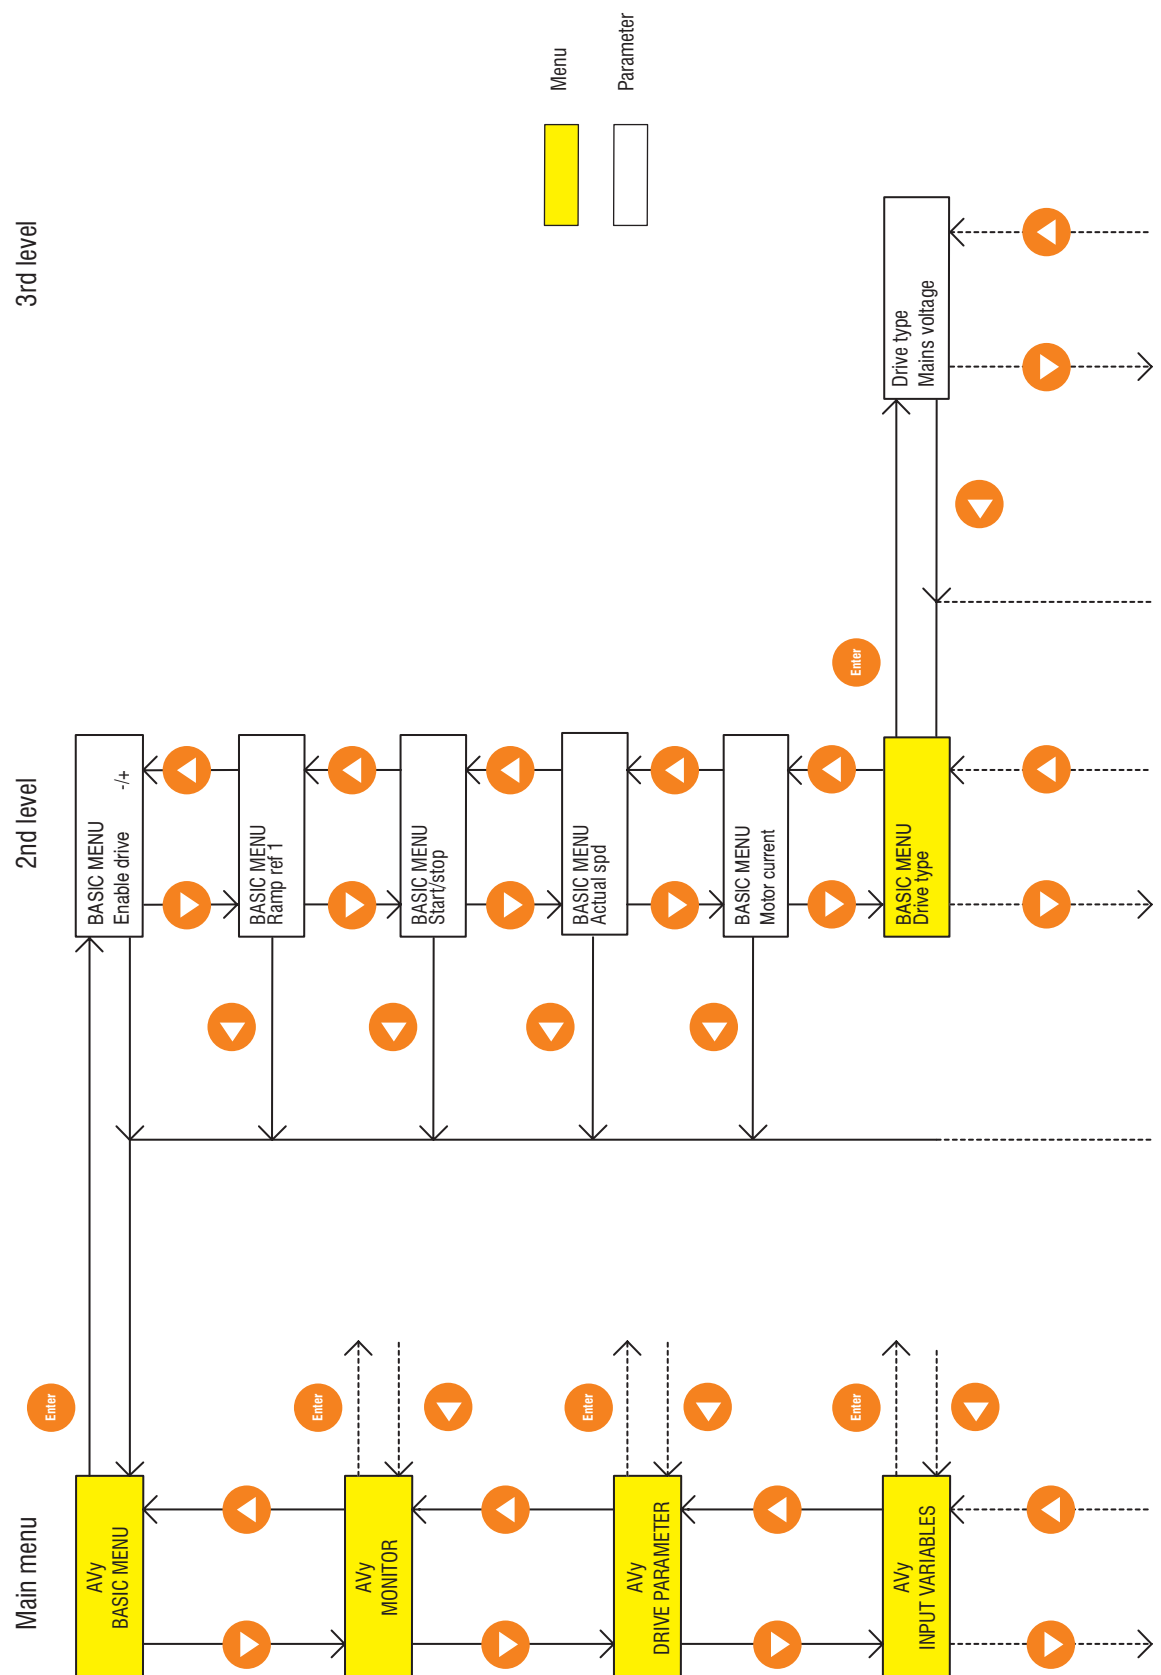 Main menu
2nd level
3rd level
AVy
BASIC MENU
Enter
BASIC MENU
Enable drive -/+
BASIC MENU
Ramp ref 1
AVy
MONITOR
Enter
BASIC MENU
Start/stop
BASIC MENU
Actual spd
AVy
DRIVE PARAMETER
Enter
BASIC MENU
Motor current
AVy
INPUT VARIABLES
Enter
BASIC MENU
Drive type
Enter
Drive type
Mains voltage
Menu
Parameter